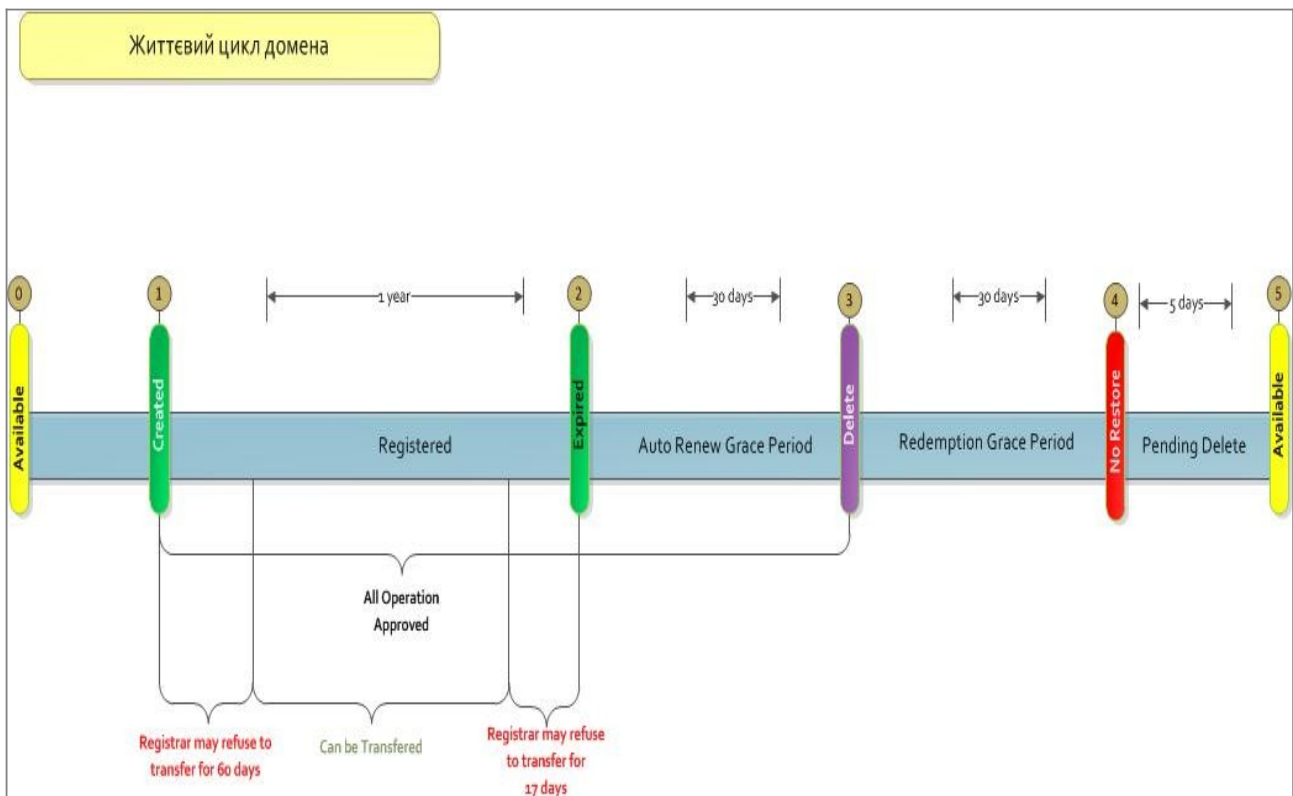 Життєвий цикл домена
0
1
1 year
2
30 days
3
30 days
4
5 days
5
Available
Created
Registered
Expired
Auto Renew Grace Period
Delete
Redemption Grace Period
No Restore
Pending Delete
Available
All Operation
Approved
Registrar may refuse to
transfer for 60 days
Can be Transfered
Registrar may refuse
to transfer for
17 days